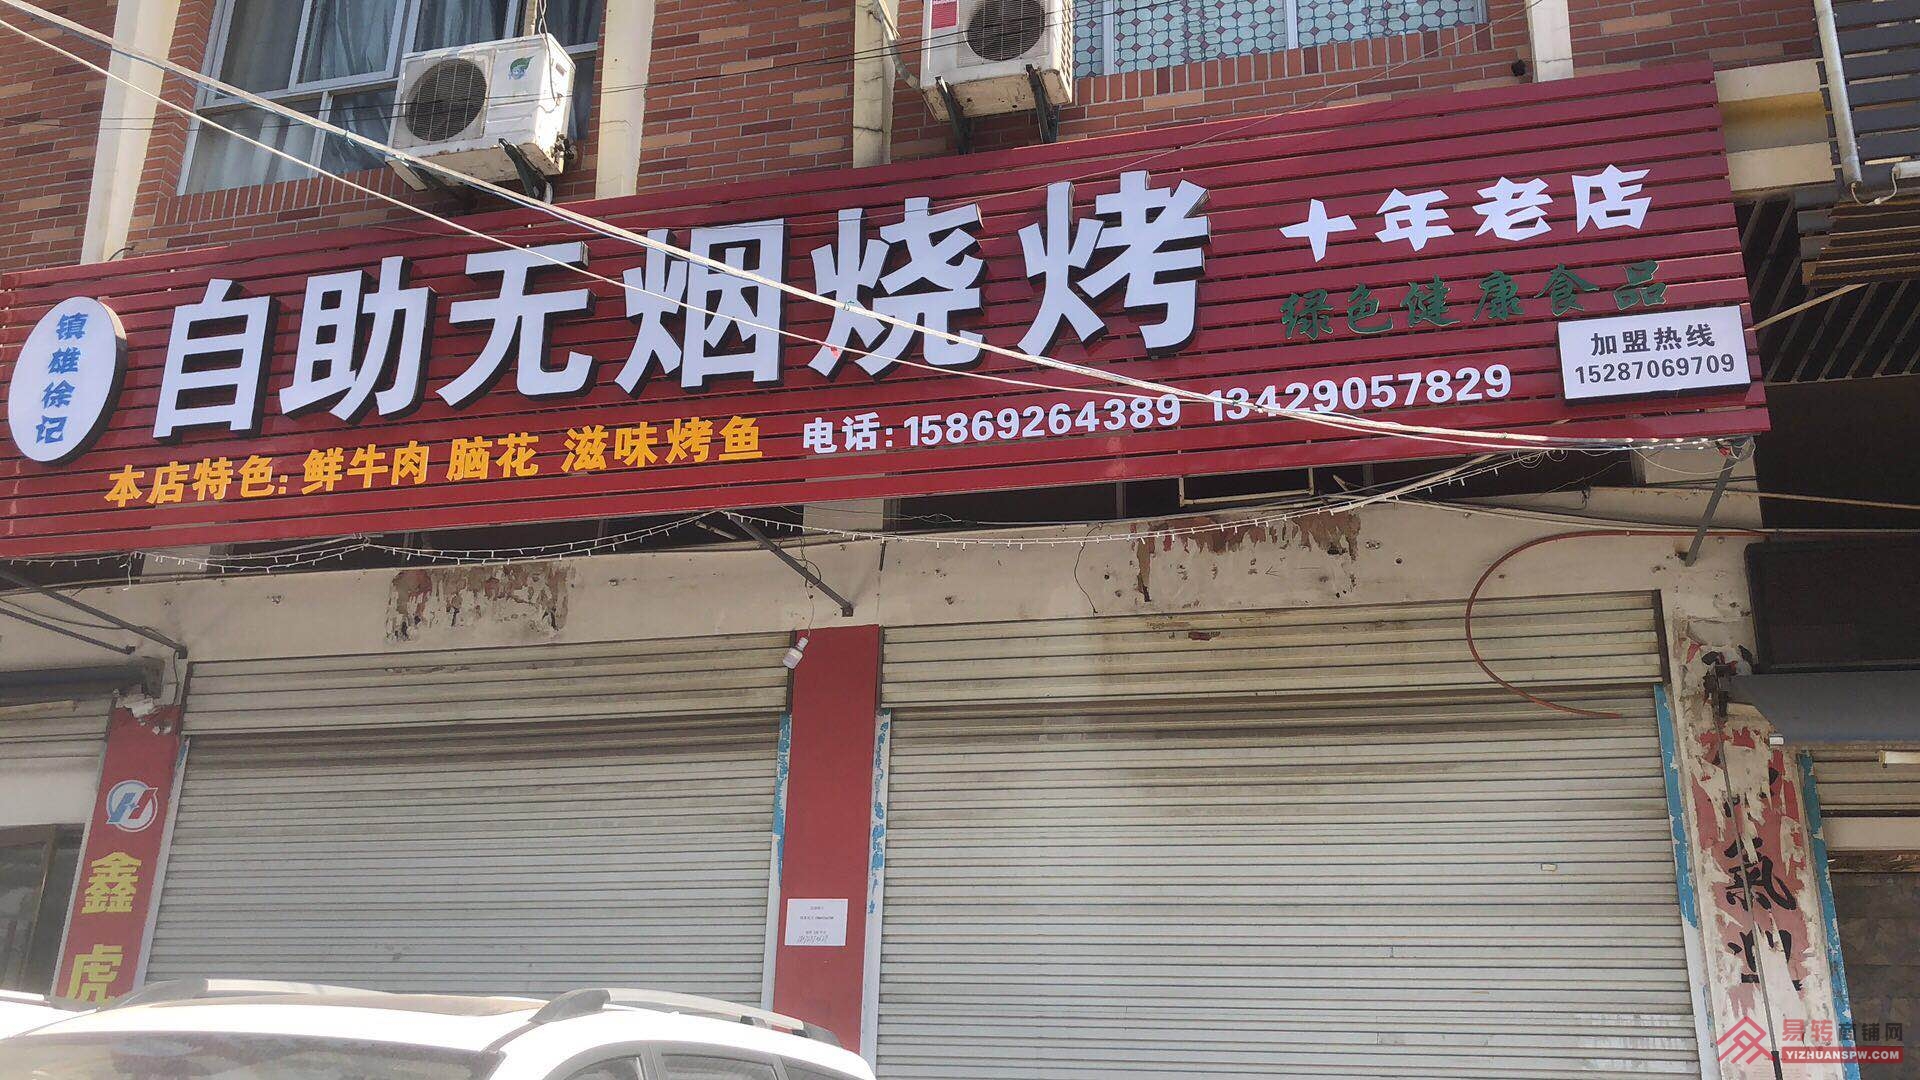 镇雄徐记
自助无烟烧烤
十年老店
绿色健康食品
加盟热线
15287069709
本店特色: 鲜牛肉 脑花 滋味烤鱼
电话: 15869264389 13429057829
鑫虎
氣
易转商铺网
YIZHUANSPW.COM